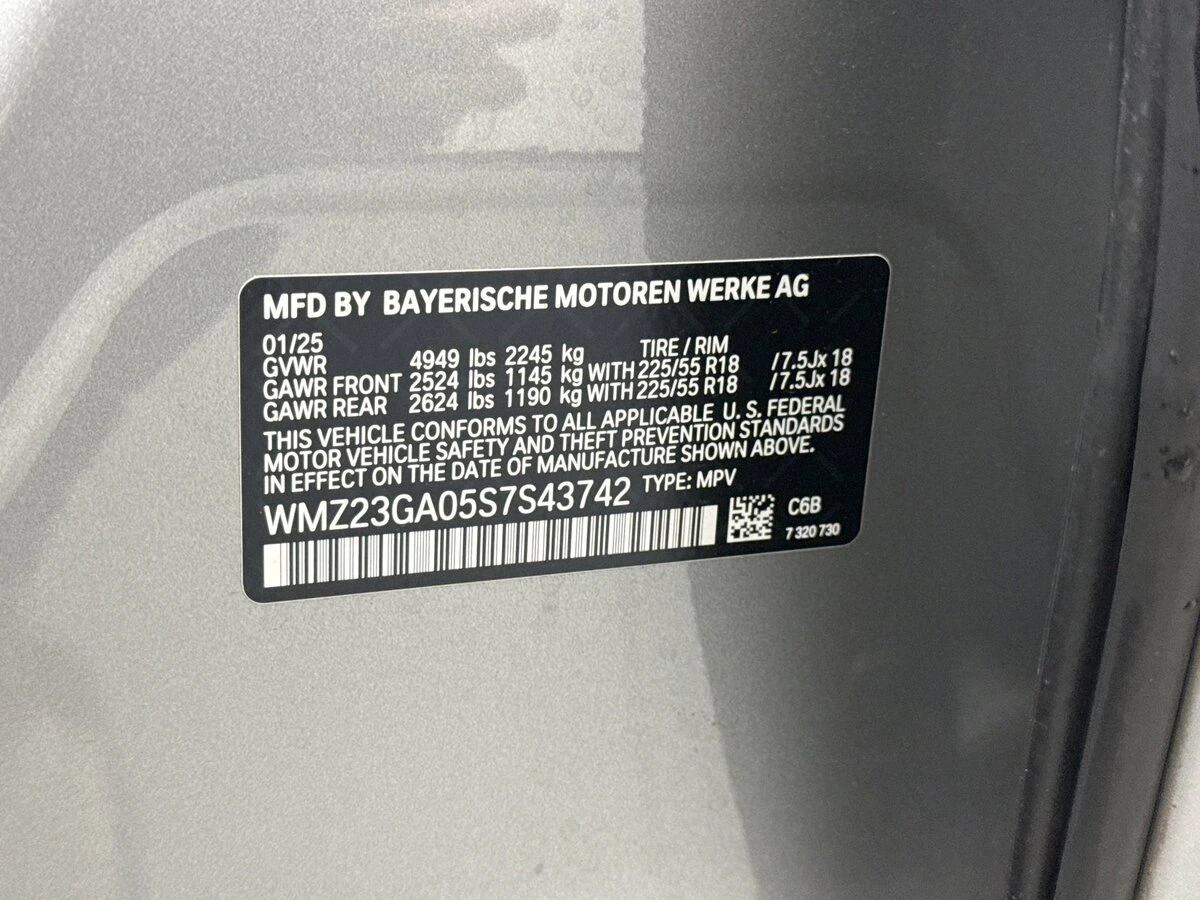 MFD BY BAYERISCHE MOTOREN WERKE AG
01/25 TIRE / RIM
GVWR 4949 lbs 2245 kg
GAWR FRONT 2524 lbs 1145 kg WITH 225/55 R18 /7.5Jx 18
GAWR REAR 2624 lbs 1190 kg WITH 225/55 R18 /7.5Jx 18
THIS VEHICLE CONFORMS TO ALL APPLICABLE U. S. FEDERAL
MOTOR VEHICLE SAFETY AND THEFT PREVENTION STANDARDS
IN EFFECT ON THE DATE OF MANUFACTURE SHOWN ABOVE.
WMZ23GA05S7S43742 TYPE: MPV
C6B
7 320 730